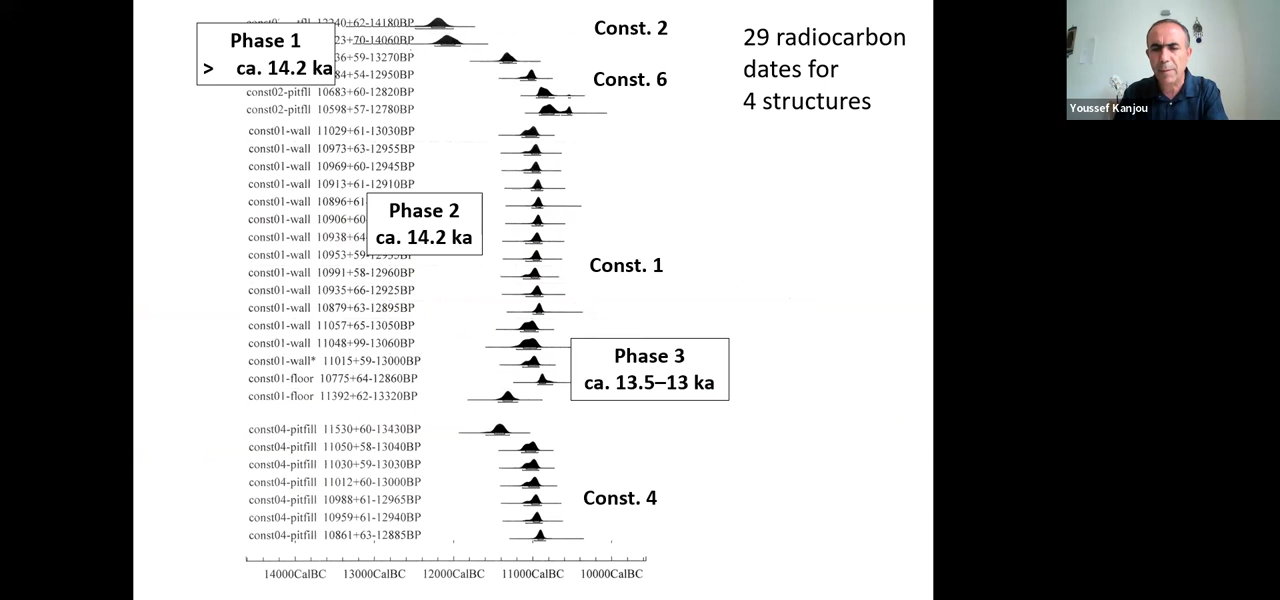 12240+62-14180BP
Const. 2
29 radiocarbon
dates for
4 structures
Phase 1
> ca. 14.2 ka
23+70-14060BP
36+59-13270BP
84+54-12950BP
Const. 6
const02-pitfll 10683+60-12820BP
const02-pitfll 10598+57-12780BP
const01-wall 11029+61-13030BP
const01-wall 10973+63-12955BP
const01-wall 10969+60-12945BP
const01-wall 10913+61-12910BP
const01-wall 10896+61
const01-wall 10906+60
const01-wall 10938+64
const01-wall 10953+59
Phase 2
ca. 14.2 ka
const01-wall 10991+58-12960BP
const01-wall 10935+66-12925BP
const01-wall 10879+63-12895BP
const01-wall 11057+65-13050BP
const01-wall 11048+99-13060BP
const01-wall* 11015+59-13000BP
const01-floor 10775+64-12860BP
const01-floor 11392+62-13320BP
Const. 1
Phase 3
ca. 13.5–13 ka
const04-pitfill 11530+60-13430BP
const04-pitfill 11050+58-13040BP
const04-pitfill 11030+59-13030BP
const04-pitfill 11012+60-13000BP
const04-pitfill 10988+61-12965BP
const04-pitfill 10959+61-12940BP
const04-pitfill 10861+63-12885BP
Const. 4
14000CalBC 13000CalBC 12000CalBC 11000CalBC 10000CalBC
Youssef Kanjou